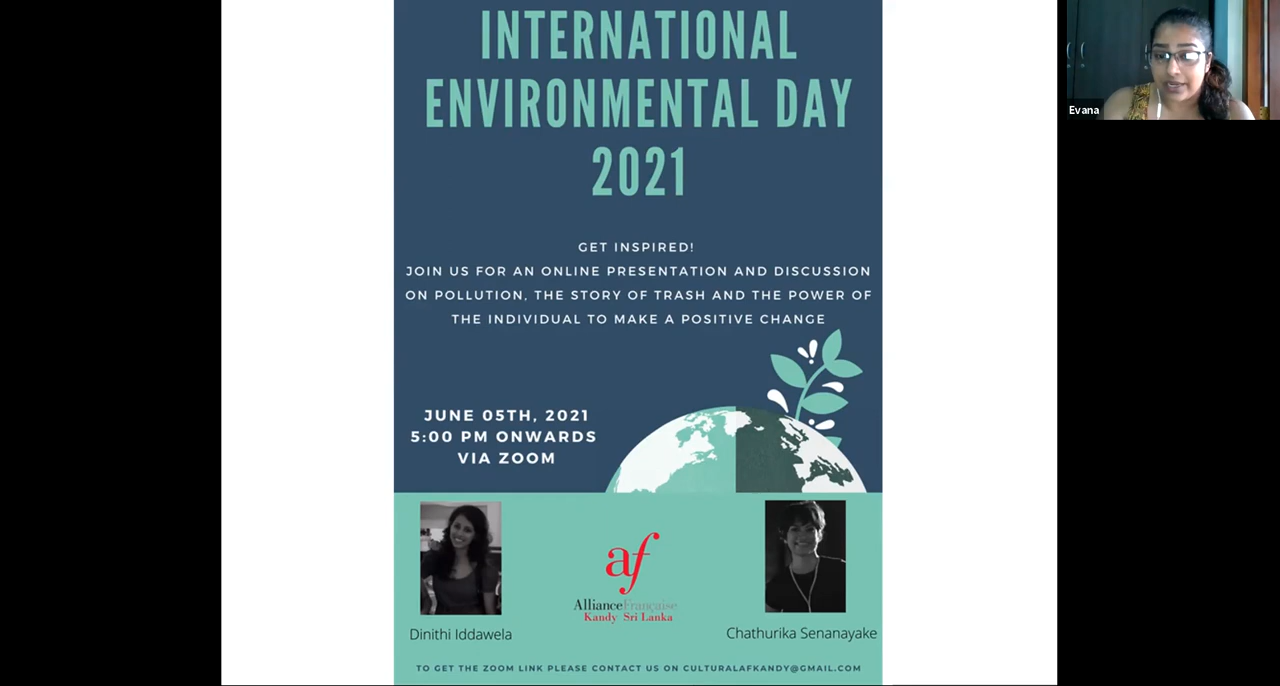 INTERNATIONAL
ENVIRONMENTAL DAY
2021
GET INSPIRED!
JOIN US FOR AN ONLINE PRESENTATION AND DISCUSSION
ON POLLUTION, THE STORY OF TRASH AND THE POWER OF
THE INDIVIDUAL TO MAKE A POSITIVE CHANGE
JUNE 05TH, 2021
5:00 PM ONWARDS
VIA ZOOM
af
AllianceFrançaise
Kandy Sri Lanka
Dinithi Iddawela
Chathurika Senanayake
TO GET THE ZOOM LINK PLEASE CONTACT US ON CULTURALAFKANDY@GMAIL.COM
Evana